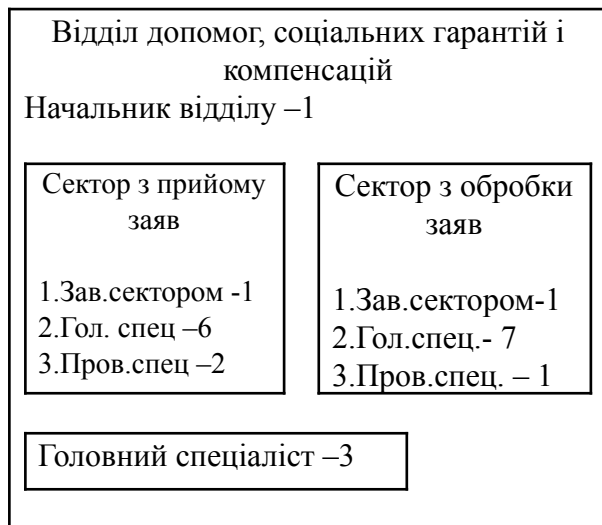 Відділ допомог, соціальних гарантій і
компенсацій
Начальник відділу –1
Сектор з прийому
заяв
1.Зав.сектором -1
2.Гол. спец –6
3.Пров.спец –2
Сектор з обробки
заяв
1.Зав.сектором-1
2.Гол.спец.- 7
3.Пров.спец. – 1
Головний спеціаліст –3